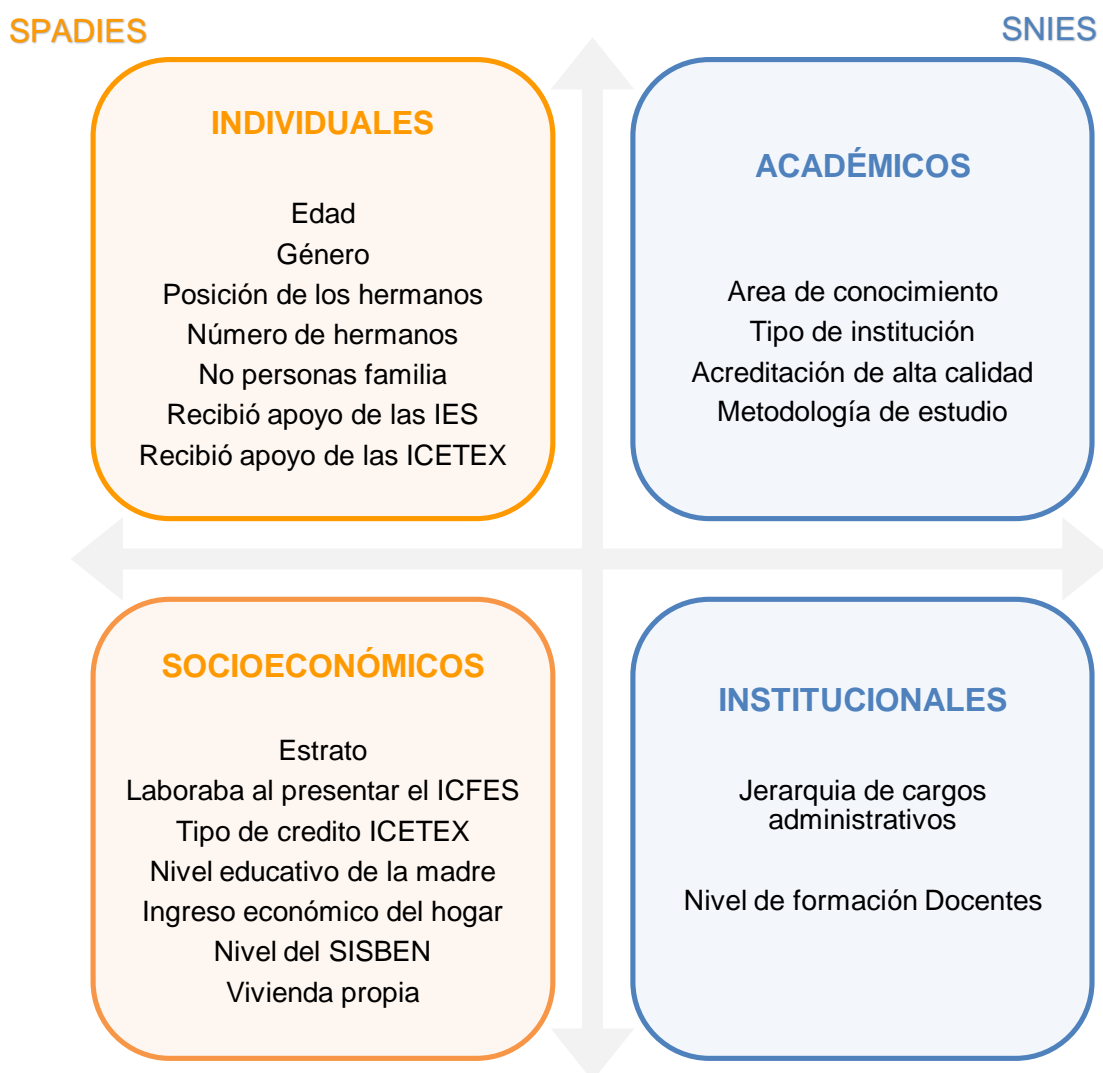 SPADIES
SNIES
INDIVIDUALES
Edad
Género
Posición de los hermanos
Número de hermanos
No personas familia
Recibió apoyo de las IES
Recibió apoyo de las ICETEX
ACADÉMICOS
Area de conocimiento
Tipo de institución
Acreditación de alta calidad
Metodología de estudio
SOCIOECONÓMICOS
Estrato
Laboraba al presentar el ICFES
Tipo de credito ICETEX
Nivel educativo de la madre
Ingreso económico del hogar
Nivel del SISBEN
Vivienda propia
INSTITUCIONALES
Jerarquia de cargos
administrativos
Nivel de formación Docentes